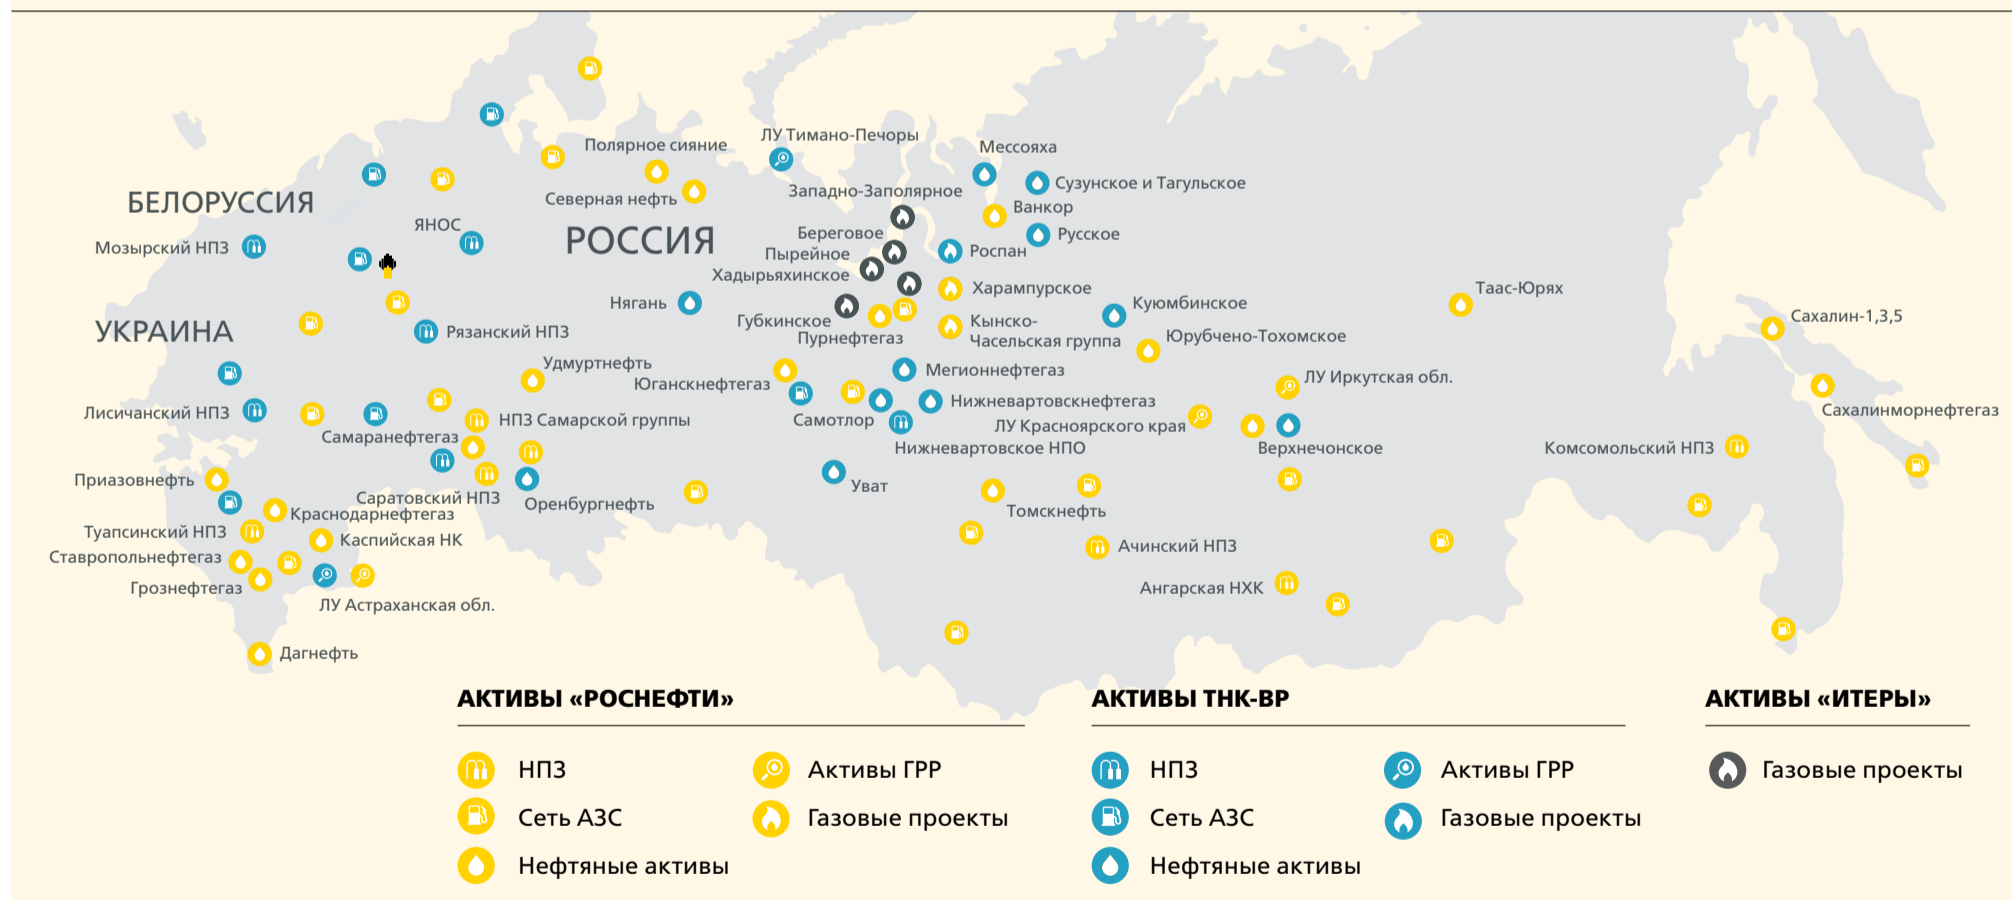 Полярное сияние
ЛУ Тимано-Печоры
Мессояха
Сузунское и Тагульское
Северная нефть
Западно-Заполярное
Ванкор
БЕЛОРУССИЯ
ЯНОС
РОССИЯ
Береговое
Русское
Мозырский НПЗ
Пырейное
Роспан
Хадырьяхинское
Харампурское
Таас-Юрях
Нягань
Куюмбинское
Сахалин-1,3,5
УКРАИНА
Рязанский НПЗ
Губкинское
Кынско-
Часельская группа
Пурнефтегаз
Юрубчено-Тохомское
Удмуртнефть
Юганскнефтегаз
Мегионнефтегаз
ЛУ Иркутская обл.
Лисичанский НПЗ
НПЗ Самарской группы
Самотлор
Нижневартовскнефтегаз
ЛУ Красноярского края
Сахалинморнефтегаз
Самаранефтегаз
Нижневартовское НПО
Верхнечонское
Комсомольский НПЗ
Приазовнефть
Саратовский НПЗ
Оренбургнефть
Уват
Томскнефть
Краснодарнефтегаз
Туапсинский НПЗ
Каспийская НК
Ачинский НПЗ
Ставропольнефтегаз
Грознефтегаз
Ангарская НХК
ЛУ Астраханская обл.
Дагнефть
АКТИВЫ «РОСНЕФТИ»
НПЗ
Сеть АЗС
Нефтяные активы
Активы ГРР
Газовые проекты
АКТИВЫ ТНК-ВР
НПЗ
Сеть АЗС
Нефтяные активы
Активы ГРР
Газовые проекты
АКТИВЫ «ИТЕРЫ»
Газовые проекты